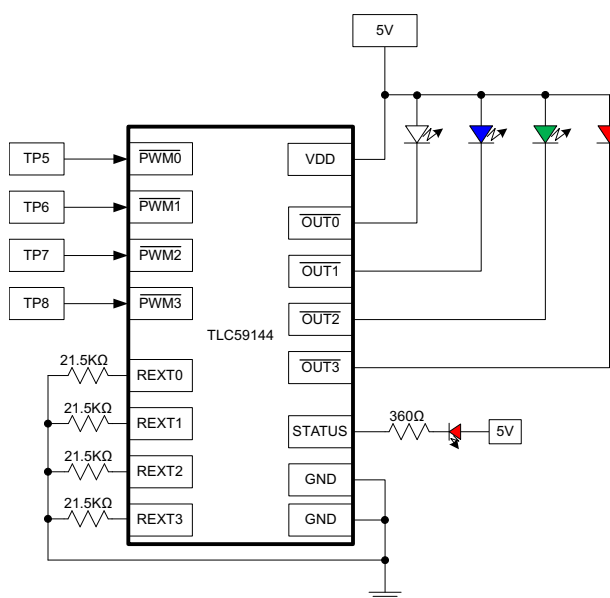 5V
TP5
PWM0
VDD
TP6
PWM1
OUT0
TP7
PWM2
OUT1
TP8
PWM3
OUT2
TLC59144
21.5KΩ
REXT0
OUT3
21.5KΩ
REXT1
360Ω
STATUS
5V
21.5KΩ
REXT2
GND
21.5KΩ
REXT3
GND